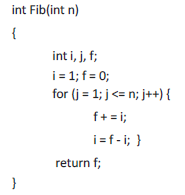 int Fib(int n)
{
int i, j, f;
i = 1; f = 0;
for (j = 1; j <= n; j++) {
f + = i;
i = f - i; }
return f;
}